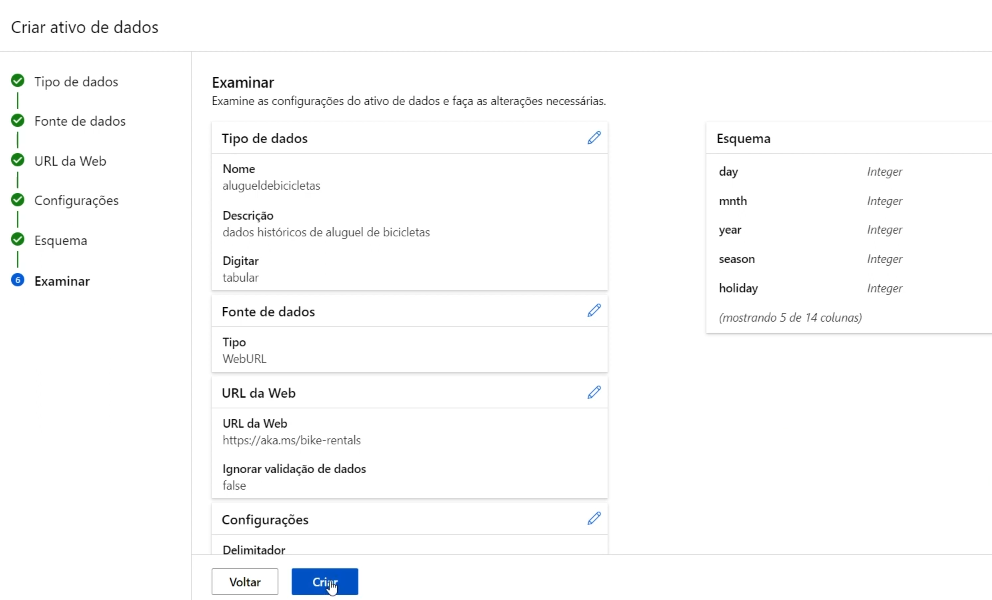 Criar ativo de dados
Tipo de dados
Fonte de dados
URL da Web
Configurações
Esquema
6 Examinar
Examinar
Examine as configurações do ativo de dados e faça as alterações necessárias.
Tipo de dados
Nome
alugueldebicicletas
Descrição
dados históricos de aluguel de bicicletas
Digitar
tabular
Fonte de dados
Tipo
WebURL
URL da Web
URL da Web
https://aka.ms/bike-rentals
Ignorar validação de dados
false
Configurações
Delimitador
Esquema
day Integer
mnth Integer
year Integer
season Integer
holiday Integer
(mostrando 5 de 14 colunas)
Voltar
Criar